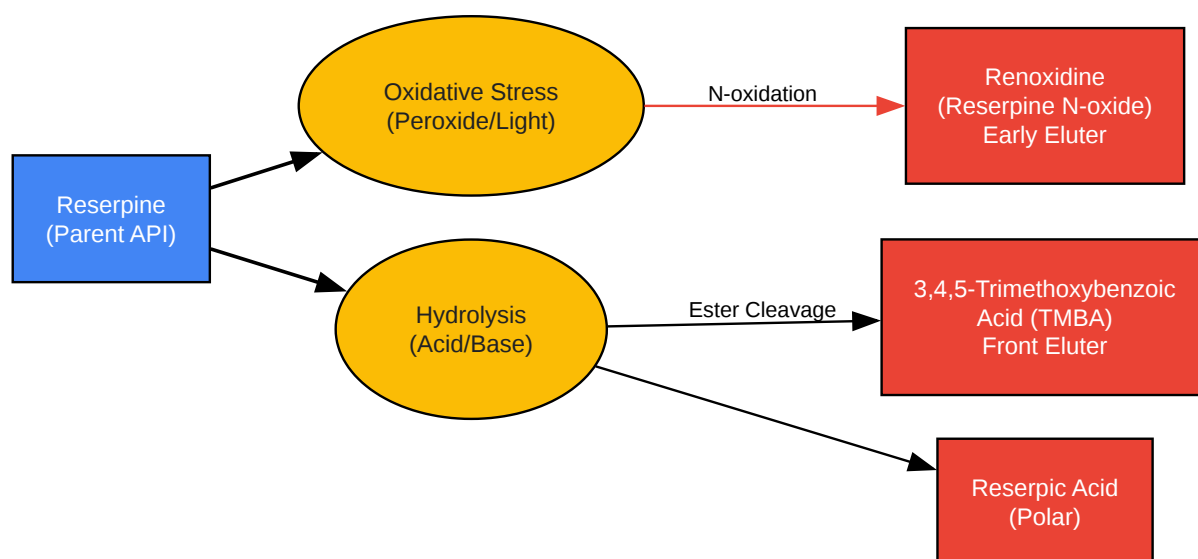 Reserpine
(Parent API)
Oxidative Stress
(Peroxide/Light)
N-oxidation
Renoxidine
(Reserpine N-oxide)
Early Eluter
Hydrolysis
(Acid/Base)
Ester Cleavage
3,4,5-Trimethoxybenzoic
Acid (TMBA)
Front Eluter
Reserpic Acid
(Polar)